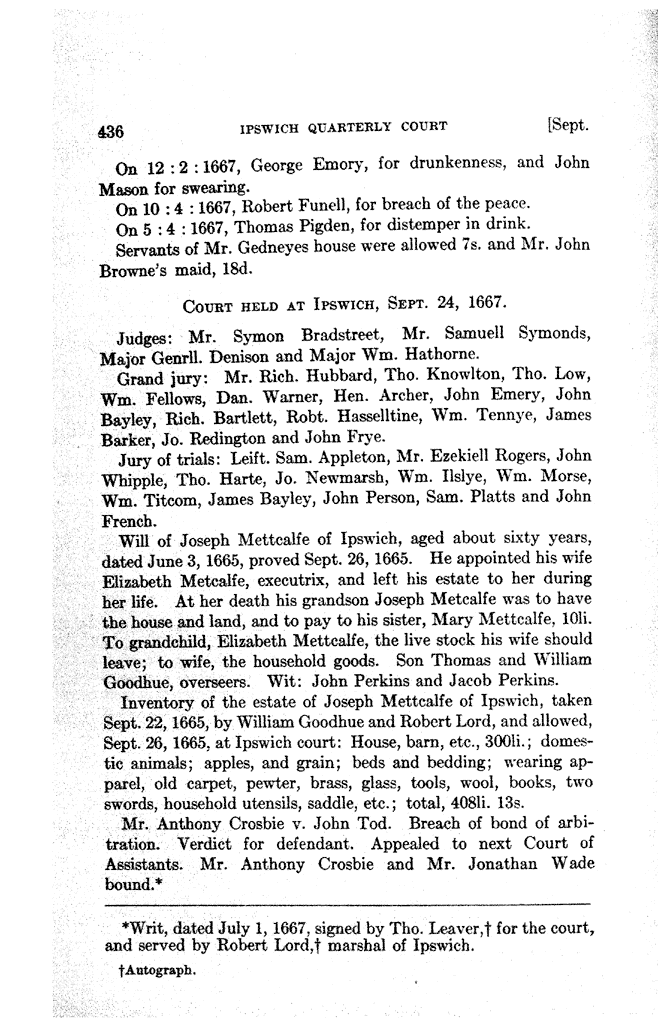 436 IPSWICH QUARTERLY COURT [Sept.
On 12 : 2 : 1667, George Emory, for drunkenness, and John
Mason for swearing.
On 10 : 4 : 1667, Robert Funell, for breach of the peace.
On 5 : 4 : 1667, Thomas Pigden, for distemper in drink.
Servants of Mr. Gedneyes house were allowed 7s. and Mr. John
Browne's maid, 18d.
COURT HELD AT IPSWICH, SEPT. 24, 1667.
Judges: Mr. Symon Bradstreet, Mr. Samuell Symonds,
Major Genrll. Denison and Major Wm. Hathorne.
Grand jury: Mr. Rich. Hubbard, Tho. Knowlton, Tho. Low,
Wm. Fellows, Dan. Warner, Hen. Archer, John Emery, John
Bayley, Rich. Bartlett, Robt. Hasselltine, Wm. Tennye, James
Barker, Jo. Redington and John Frye.
Jury of trials: Leift. Sam. Appleton, Mr. Ezekiell Rogers, John
Whipple, Tho. Harte, Jo. Newmarsh, Wm. Ilslye, Wm. Morse,
Wm. Titcom, James Bayley, John Person, Sam. Platts and John
French.
Will of Joseph Mettcalfe of Ipswich, aged about sixty years,
dated June 3, 1665, proved Sept. 26, 1665. He appointed his wife
Elizabeth Metcalfe, executrix, and left his estate to her during
her life. At her death his grandson Joseph Metcalfe was to have
the house and land, and to pay to his sister, Mary Mettcalfe, 10li.
To grandchild, Elizabeth Mettcalfe, the live stock his wife should
leave; to wife, the household goods. Son Thomas and William
Goodhue, overseers. Wit: John Perkins and Jacob Perkins.
Inventory of the estate of Joseph Mettcalfe of Ipswich, taken
Sept. 22, 1665, by William Goodhue and Robert Lord, and allowed,
Sept. 26, 1665, at Ipswich court: House, barn, etc., 300li.; domes-
tic animals; apples, and grain; beds and bedding; wearing ap-
parel, old carpet, pewter, brass, glass, tools, wool, books, two
swords, household utensils, saddle, etc.; total, 408li. 13s.
Mr. Anthony Crosbie v. John Tod. Breach of bond of arbi-
tration. Verdict for defendant. Appealed to next Court of
Assistants. Mr. Anthony Crosbie and Mr. Jonathan Wade
bound.*
*Writ, dated July 1, 1667, signed by Tho. Leaver,† for the court,
and served by Robert Lord,† marshal of Ipswich.
†Autograph.